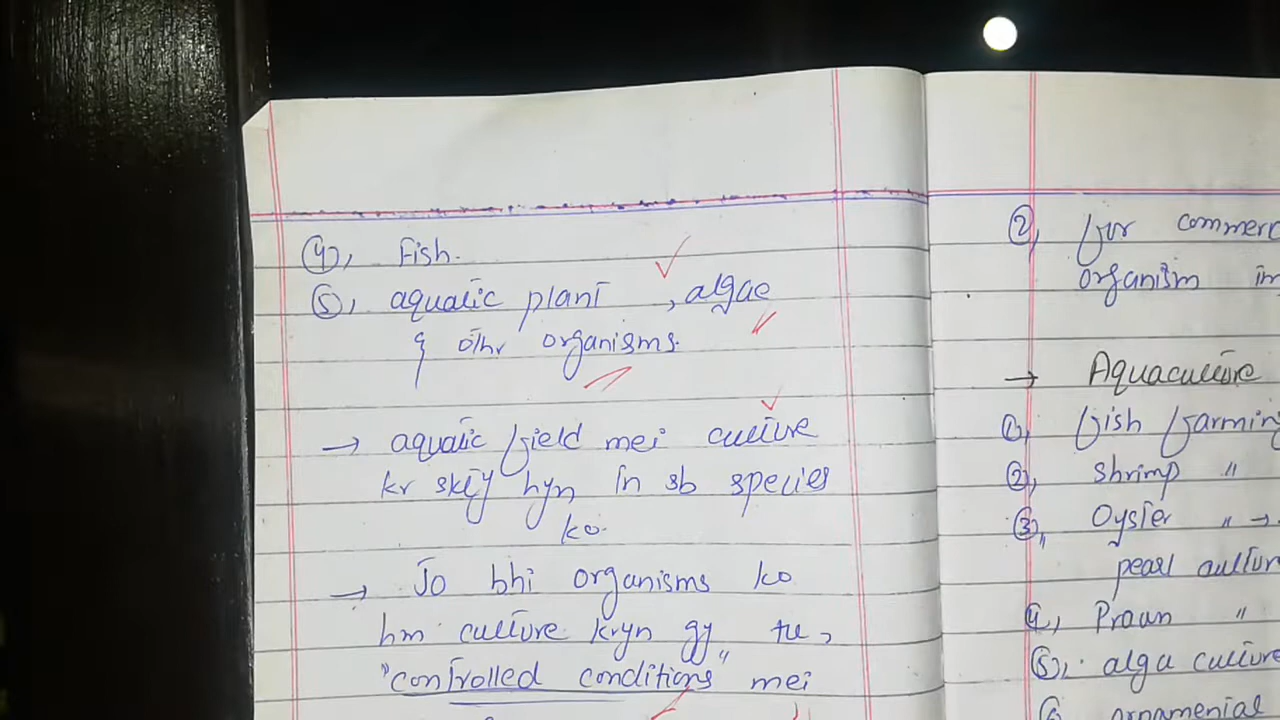 ④, Fish.
⑤, aquatic plant , algae
& othr organisms.
→ aquatic field mei culture
kr skty hyn in sb species
ko.
→ Jo bhi organisms ko
hm culture kryn gy tu,
"controlled conditions" mei
②, for commerc
organism in
→ Aquaculture
①, fish farming
②, shrimp "
③, Oyster " →
pearl cultur
④, Prawn "
⑤, alga culture
ornamenial